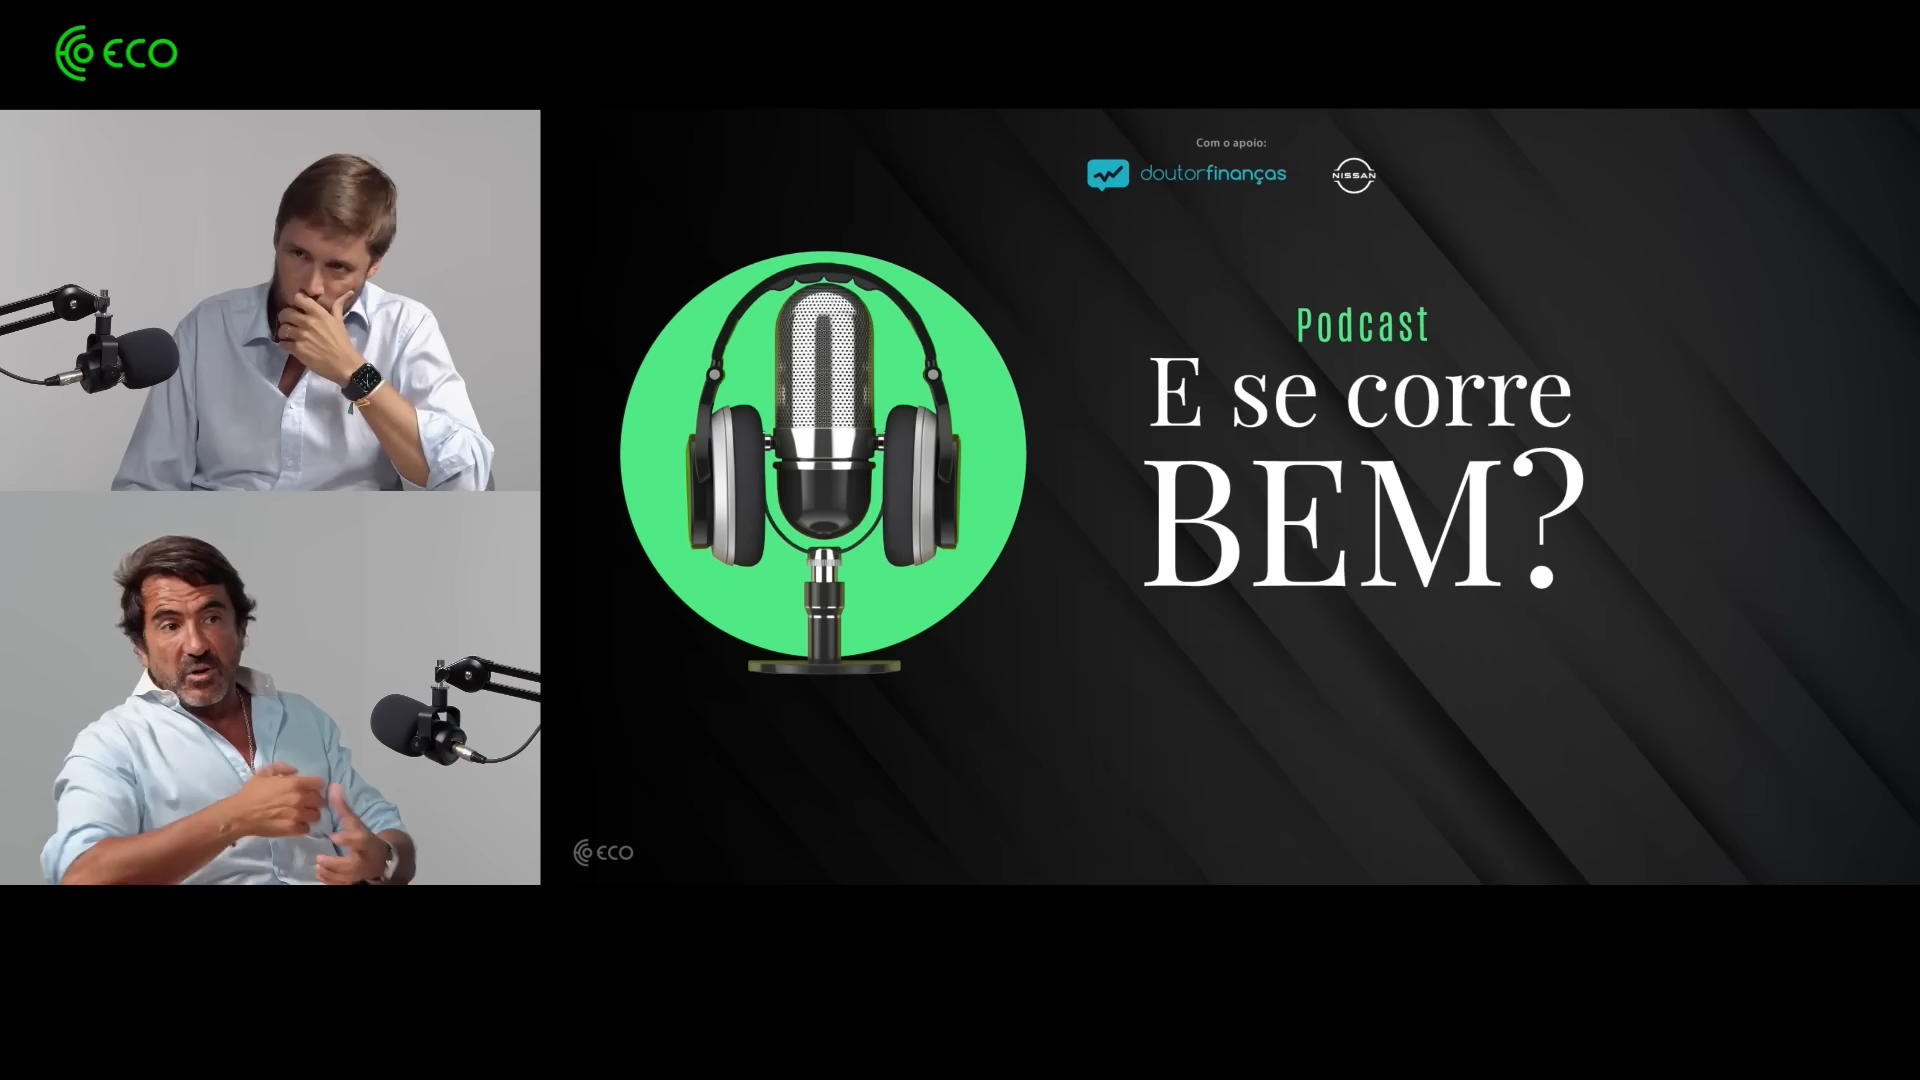 ECO
Com o apoio:
doutorfinanças
NISSAN
Podcast
E se corre
BEM?
ECO